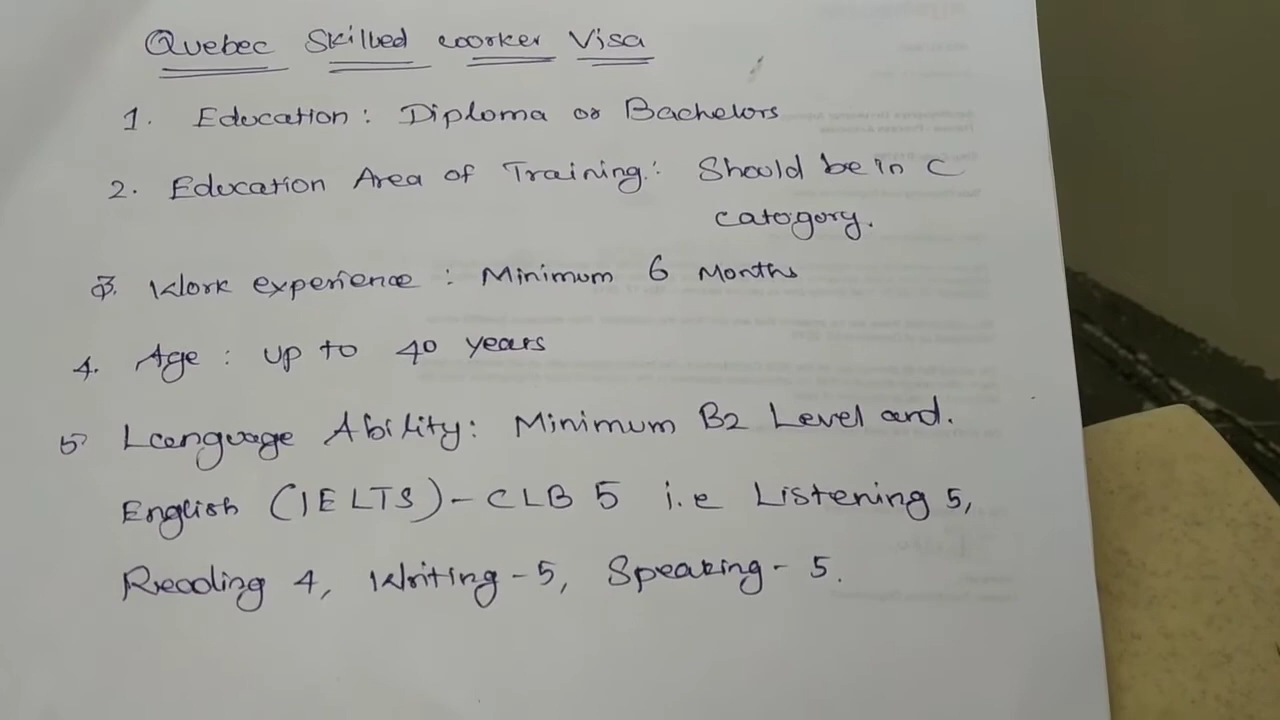 Quebec Skilled worker Visa
1. Education: Diploma or Bachelors
2. Education Area of Training: Should be in C
catogory.
3. Work experience: Minimum 6 Months
4. Age: up to 40 years
5 Language Ability: Minimum B2 Level and.
English (IELTS)-CLB 5 i.e Listening 5,
Reading 4, Writing-5, Speaking-5.